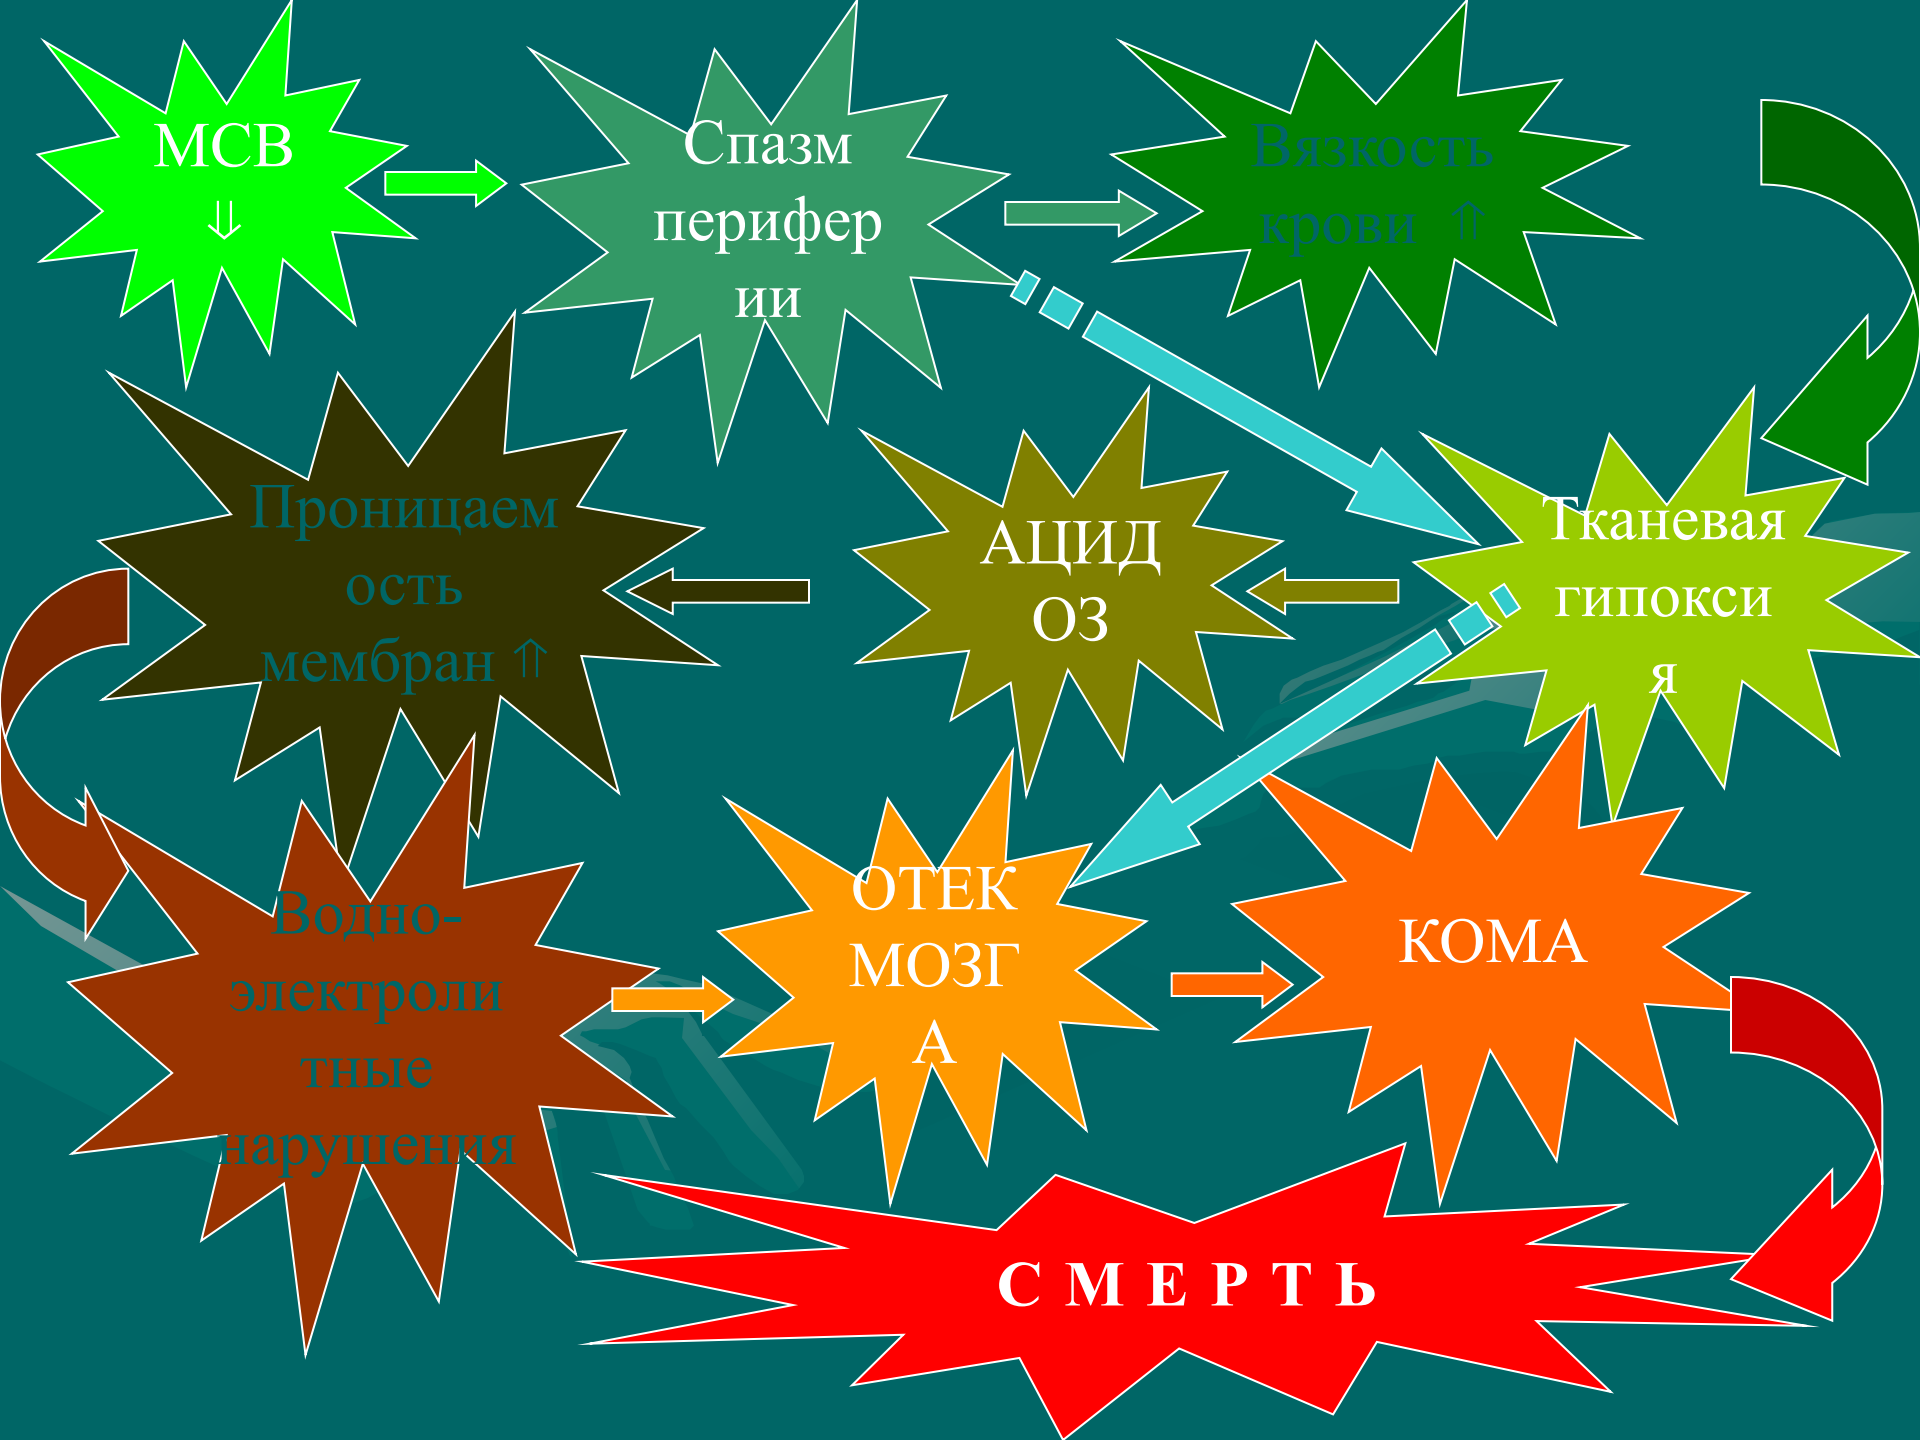 МСВ
⇓
Спазм
перифер
ии
Вязкость
крови ⇑
Тканевая
гипокси
я
АЦИД
ОЗ
Проницаем
ость
мембран ⇑
Водно-
электроли
тные
нарушения
ОТЕК
МОЗГ
А
КОМА
С М Е Р Т Ь